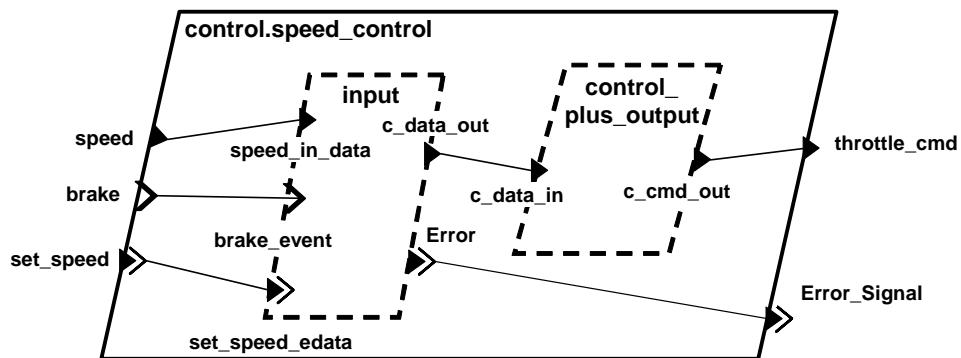 control.speed_control
input
control_
plus_output
speed
c_data_out
throttle_cmd
speed_in_data
brake
c_data_in
c_cmd_out
brake_event
Error
set_speed
Error_Signal
set_speed_edata